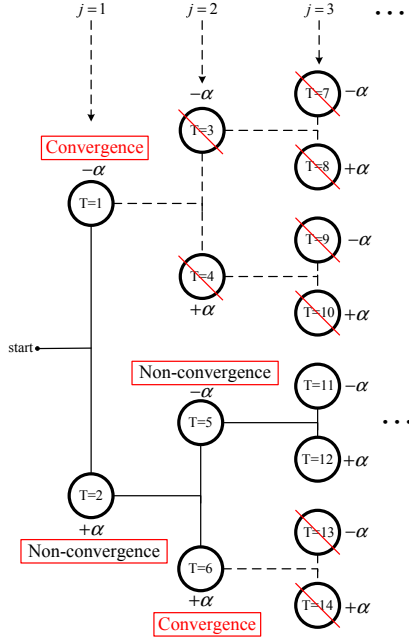 j = 1
j = 2
j = 3
...
−α
T=7
−α
−α
T=3
Convergence
T=8
+α
−α
T=1
T=9
−α
T=4
T=10
+α
+α
start
Non-convergence
T=11
−α
−α
T=5
...
T=12
+α
T=2
+α
T=13
−α
Non-convergence
T=6
+α
T=14
+α
Convergence